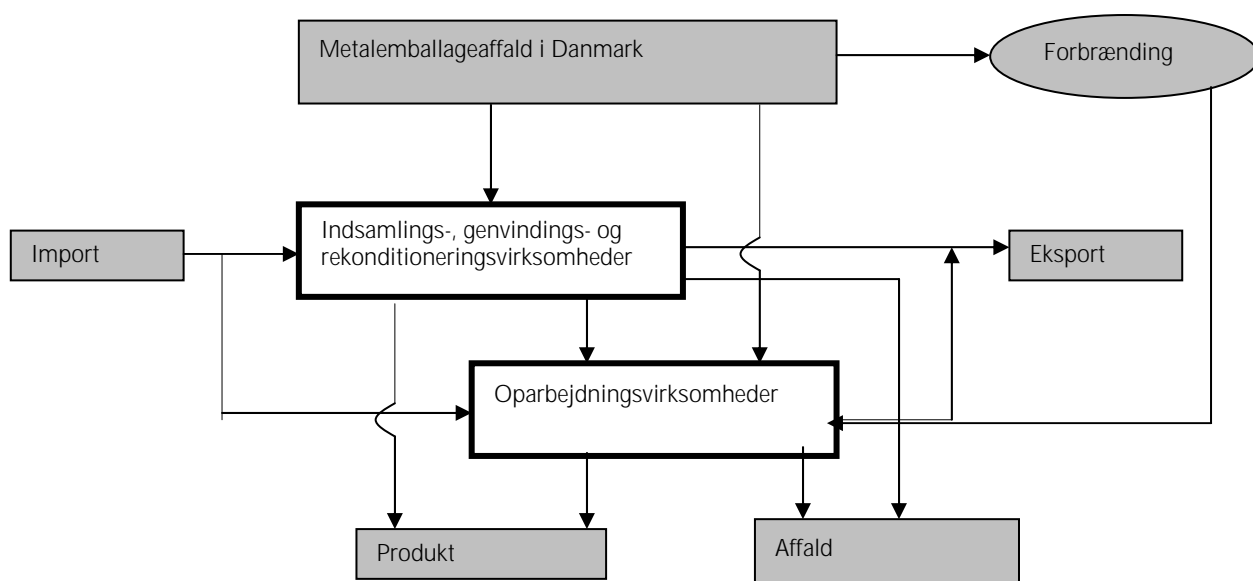 Metalemballageaffald i Danmark
Forbrænding
Indsamlings-, genvindings- og
rekonditioneringsvirksomheder
Import
Eksport
Oparbejdningsvirksomheder
Produkt
Affald